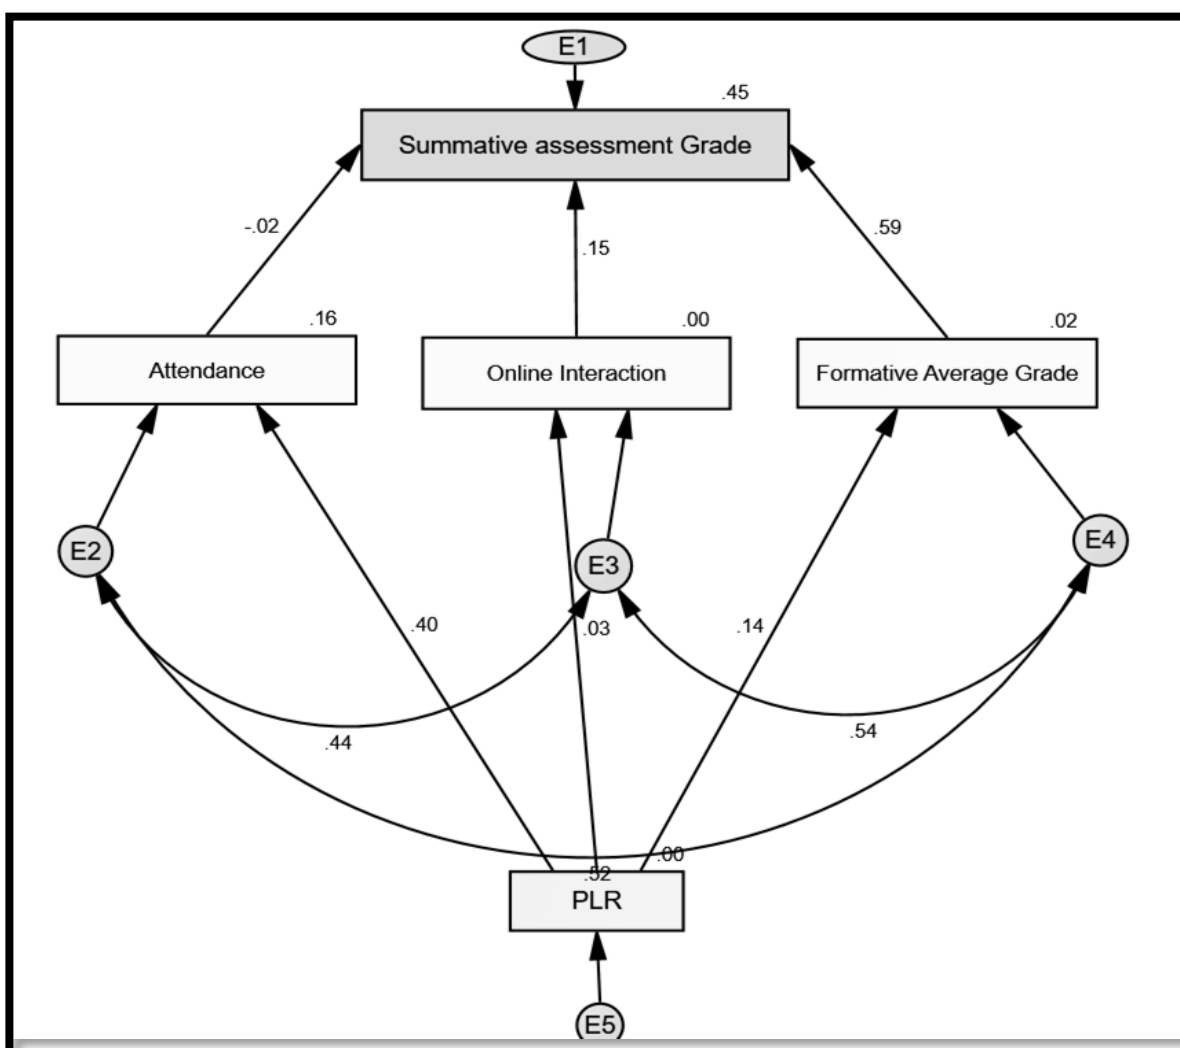 E1
.45
Summative assessment Grade
-.02
.15
.59
.16
.00
.02
Attendance
Online Interaction
Formative Average Grade
E2
E3
E4
.40
.03
.14
.44
.54
.00
.52
PLR
E5